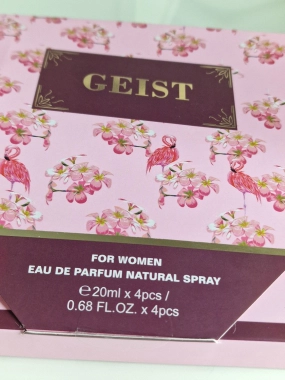 GEIST
FOR WOMEN
EAU DE PARFUM NATURAL SPRAY
℮20ml x 4pcs /
0.68 FL.OZ. x 4pcs